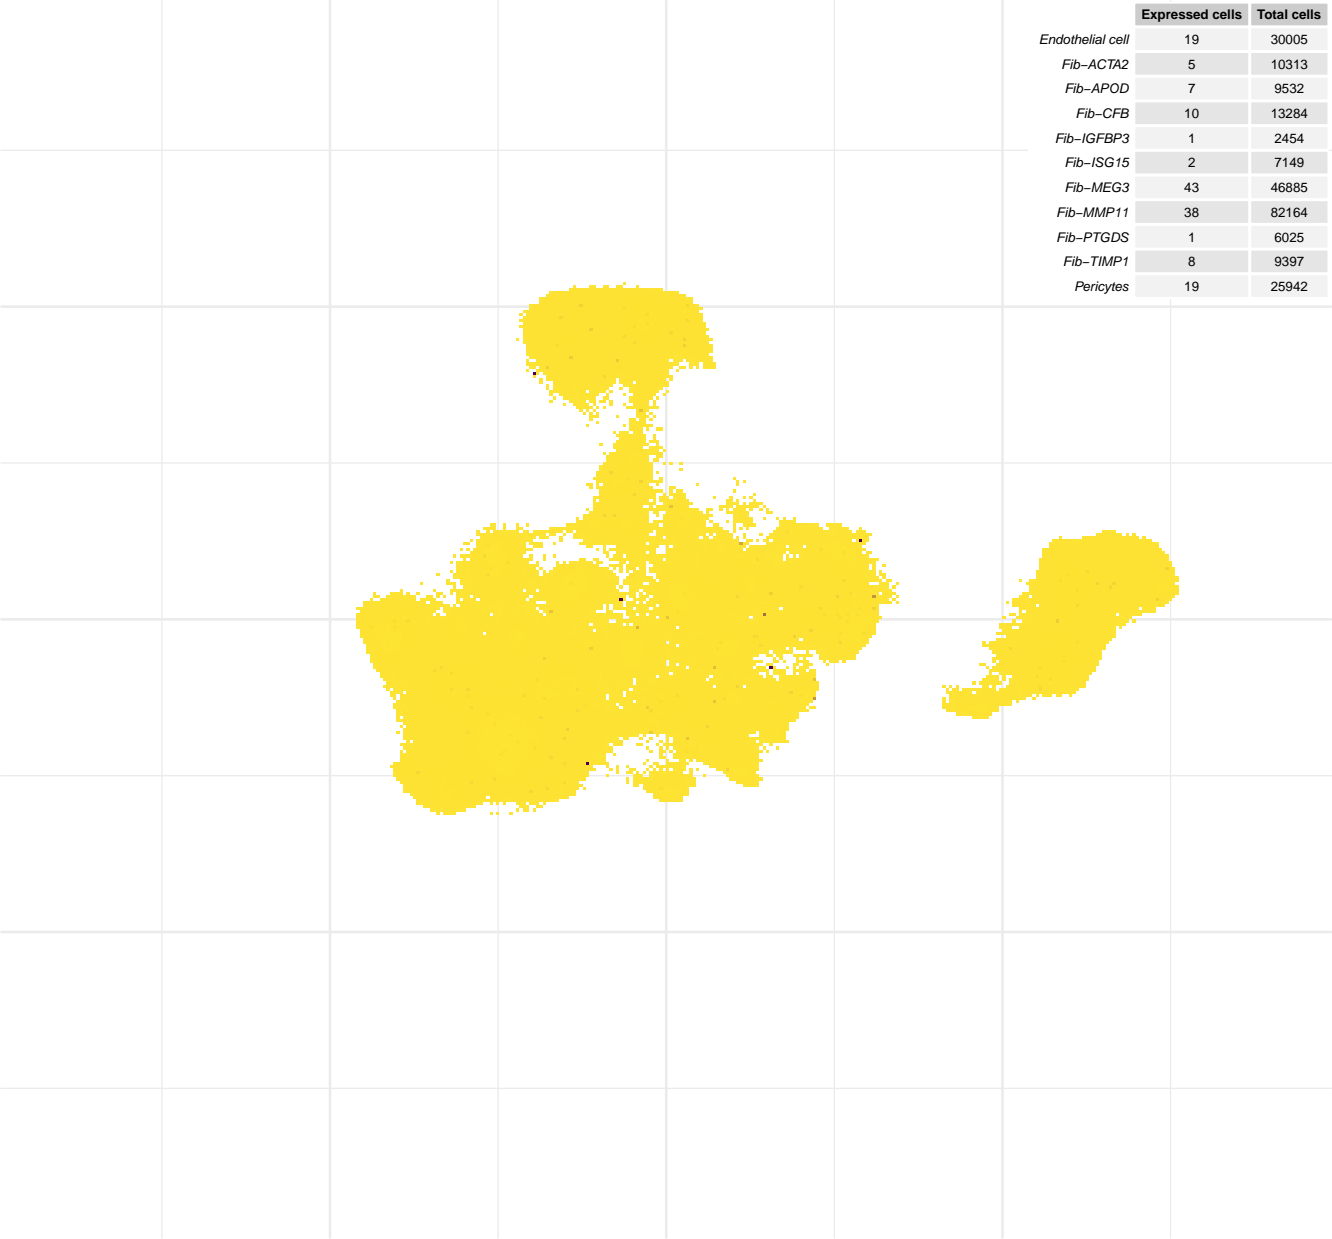 Expressed cells Total cells
Endothelial cell 19 30005
Fib−ACTA2 5 10313
Fib−APOD 7 9532
Fib−CFB 10 13284
Fib−IGFBP3 1 2454
Fib−ISG15 2 7149
Fib−MEG3 43 46885
Fib−MMP11 38 82164
Fib−PTGDS 1 6025
Fib−TIMP1 8 9397
Pericytes 19 25942